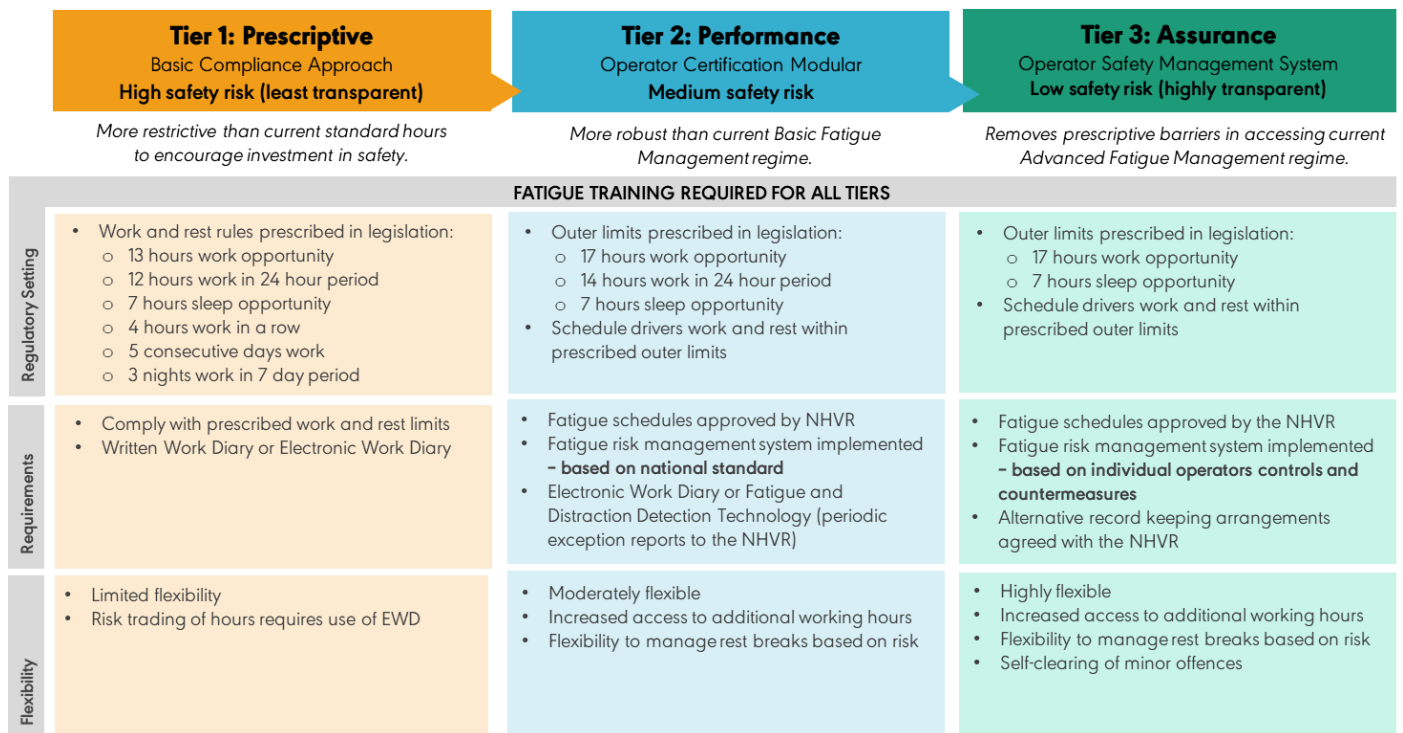 Tier 1: Prescriptive
Basic Compliance Approach
High safety risk (least transparent)
Tier 2: Performance
Operator Certification Modular
Medium safety risk
Tier 3: Assurance
Operator Safety Management System
Low safety risk (highly transparent)
More restrictive than current standard hours
to encourage investment in safety.
More robust than current Basic Fatigue
Management regime.
Removes prescriptive barriers in accessing current
Advanced Fatigue Management regime.
FATIGUE TRAINING REQUIRED FOR ALL TIERS
Regulatory Setting
• Work and rest rules prescribed in legislation:
o 13 hours work opportunity
o 12 hours work in 24 hour period
o 7 hours sleep opportunity
o 4 hours work in a row
o 5 consecutive days work
o 3 nights work in 7 day period
• Outer limits prescribed in legislation:
o 17 hours work opportunity
o 14 hours work in 24 hour period
o 7 hours sleep opportunity
• Schedule drivers work and rest within
prescribed outer limits
• Outer limits prescribed in legislation:
o 17 hours work opportunity
o 7 hours sleep opportunity
• Schedule drivers work and rest within
prescribed outer limits
Requirements
• Comply with prescribed work and rest limits
• Written Work Diary or Electronic Work Diary
• Fatigue schedules approved by NHVR
• Fatigue risk management system implemented
– based on national standard
• Electronic Work Diary or Fatigue and
Distraction Detection Technology (periodic
exception reports to the NHVR)
• Fatigue schedules approved by the NHVR
• Fatigue risk management system implemented
– based on individual operators controls and
countermeasures
• Alternative record keeping arrangements
agreed with the NHVR
Flexibility
• Limited flexibility
• Risk trading of hours requires use of EWD
• Moderately flexible
• Increased access to additional working hours
• Flexibility to manage rest breaks based on risk
• Highly flexible
• Increased access to additional working hours
• Flexibility to manage rest breaks based on risk
• Self-clearing of minor offences